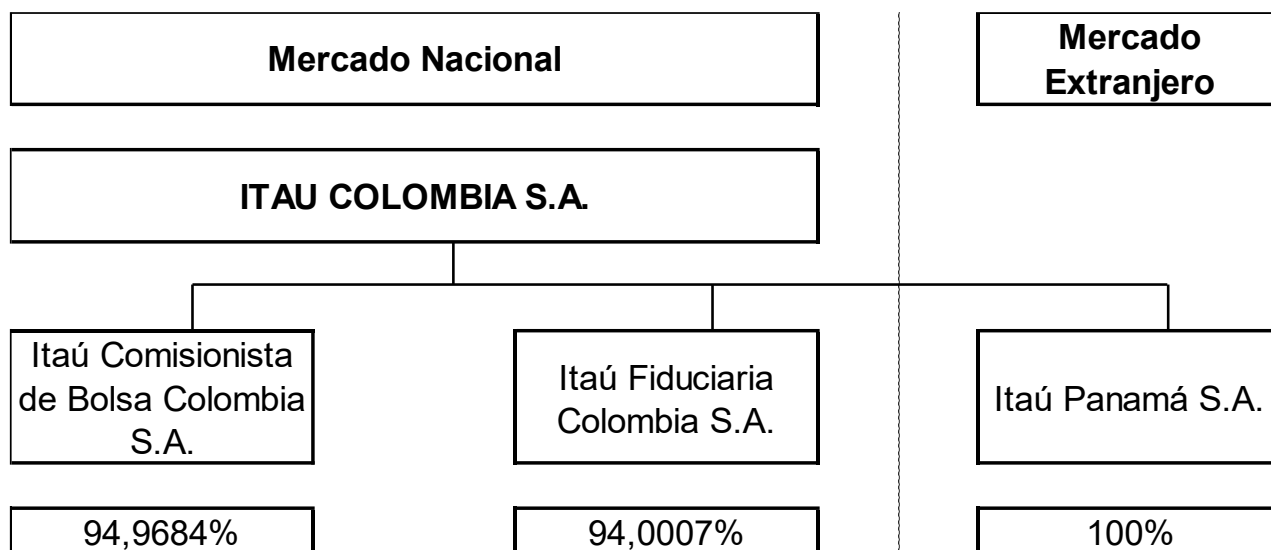 Mercado Nacional
Mercado
Extranjero
ITAU COLOMBIA S.A.
Itaú Comisionista
de Bolsa Colombia
S.A.
Itaú Fiduciaria
Colombia S.A.
Itaú Panamá S.A.
94,9684%
94,0007%
100%